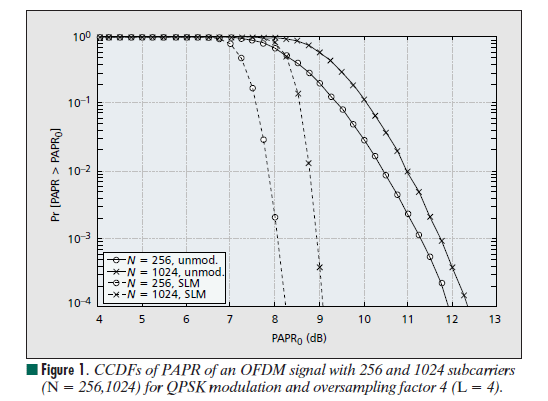 10⁰
10⁻¹
10⁻²
10⁻³
10⁻⁴
Pr [PAPR > PAPR₀]
N = 256, unmod.
N = 1024, unmod.
N = 256, SLM
N = 1024, SLM
4 5 6 7 8 9 10 11 12 13
PAPR₀ (dB)
■ Figure 1. CCDFs of PAPR of an OFDM signal with 256 and 1024 subcarriers
(N = 256,1024) for QPSK modulation and oversampling factor 4 (L = 4).